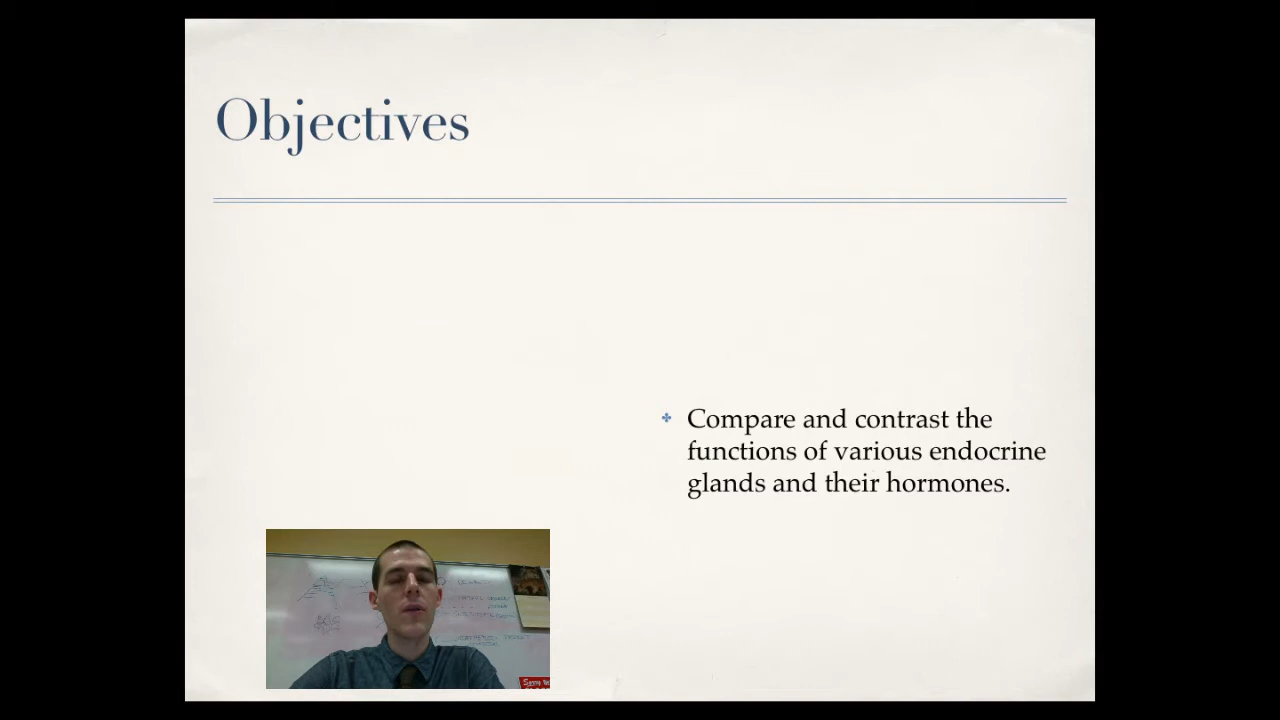 Objectives
Compare and contrast the
functions of various endocrine
glands and their hormones.